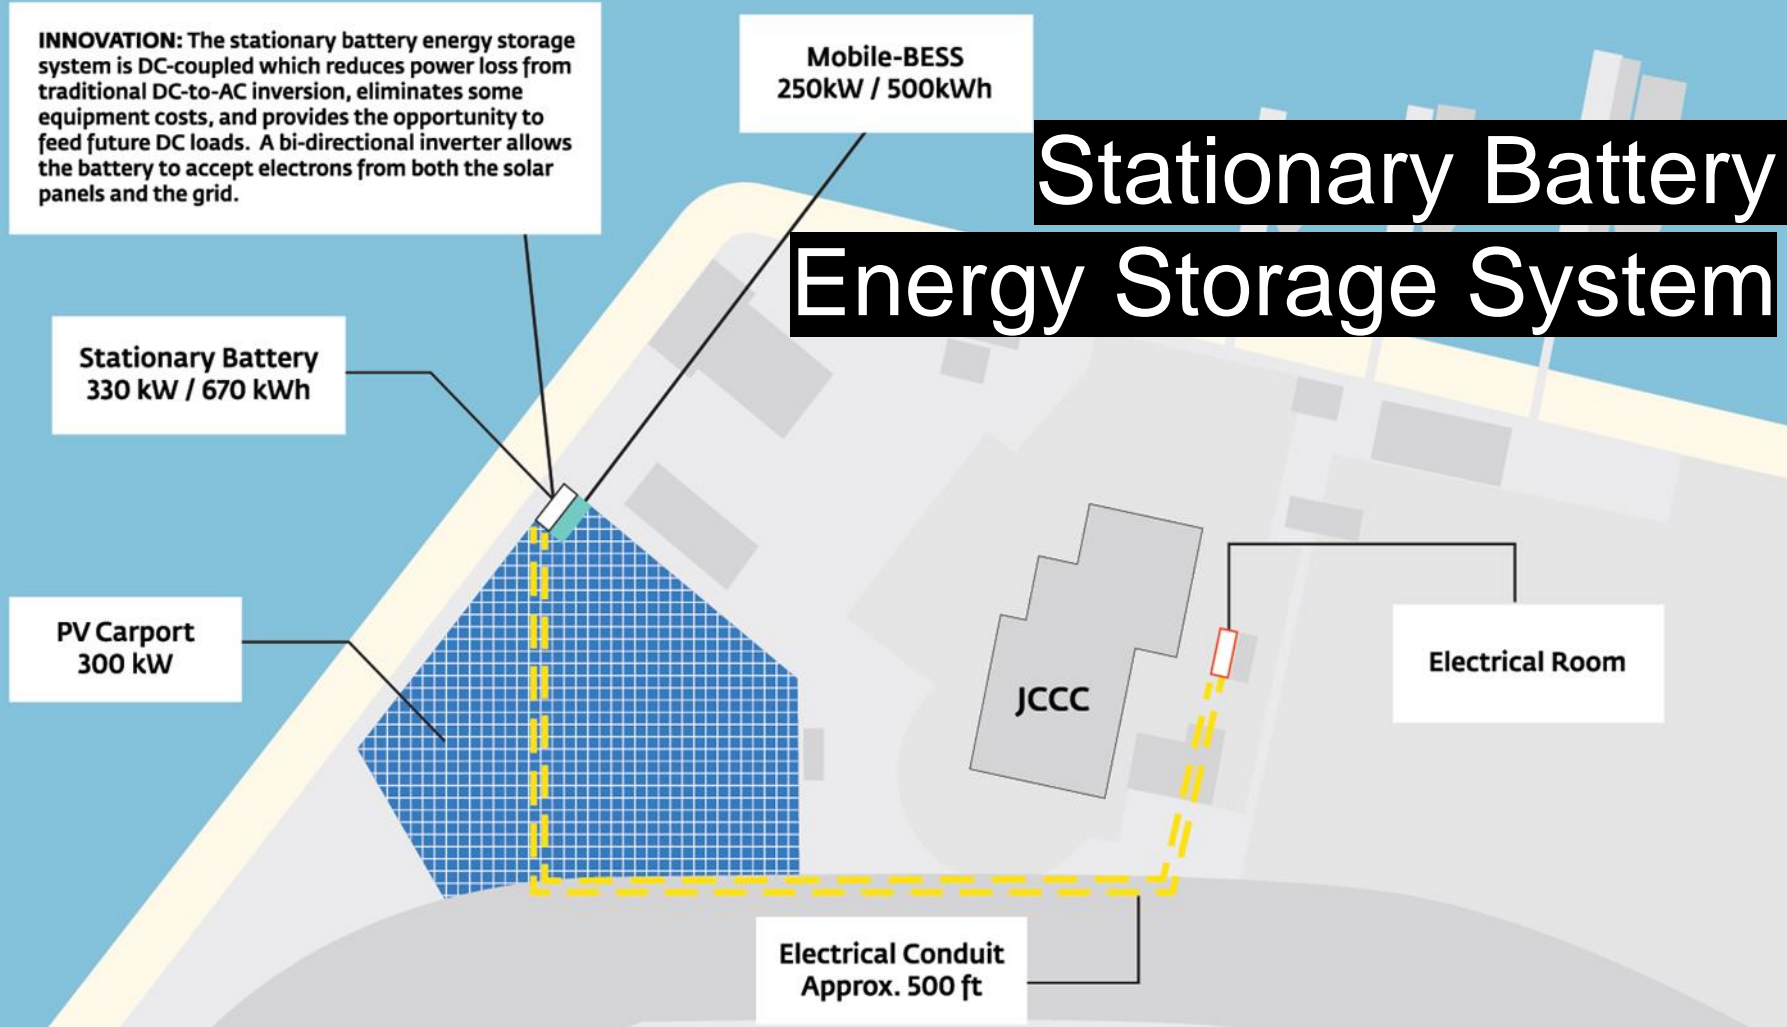 INNOVATION: The stationary battery energy storage
system is DC-coupled which reduces power loss from
traditional DC-to-AC inversion, eliminates some
equipment costs, and provides the opportunity to
feed future DC loads. A bi-directional inverter allows
the battery to accept electrons from both the solar
panels and the grid.
Mobile-BESS
250kW / 500kWh
Stationary Battery
Energy Storage System
Stationary Battery
330 kW / 670 kWh
PV Carport
300 kW
JCCC
Electrical Room
Electrical Conduit
Approx. 500 ft